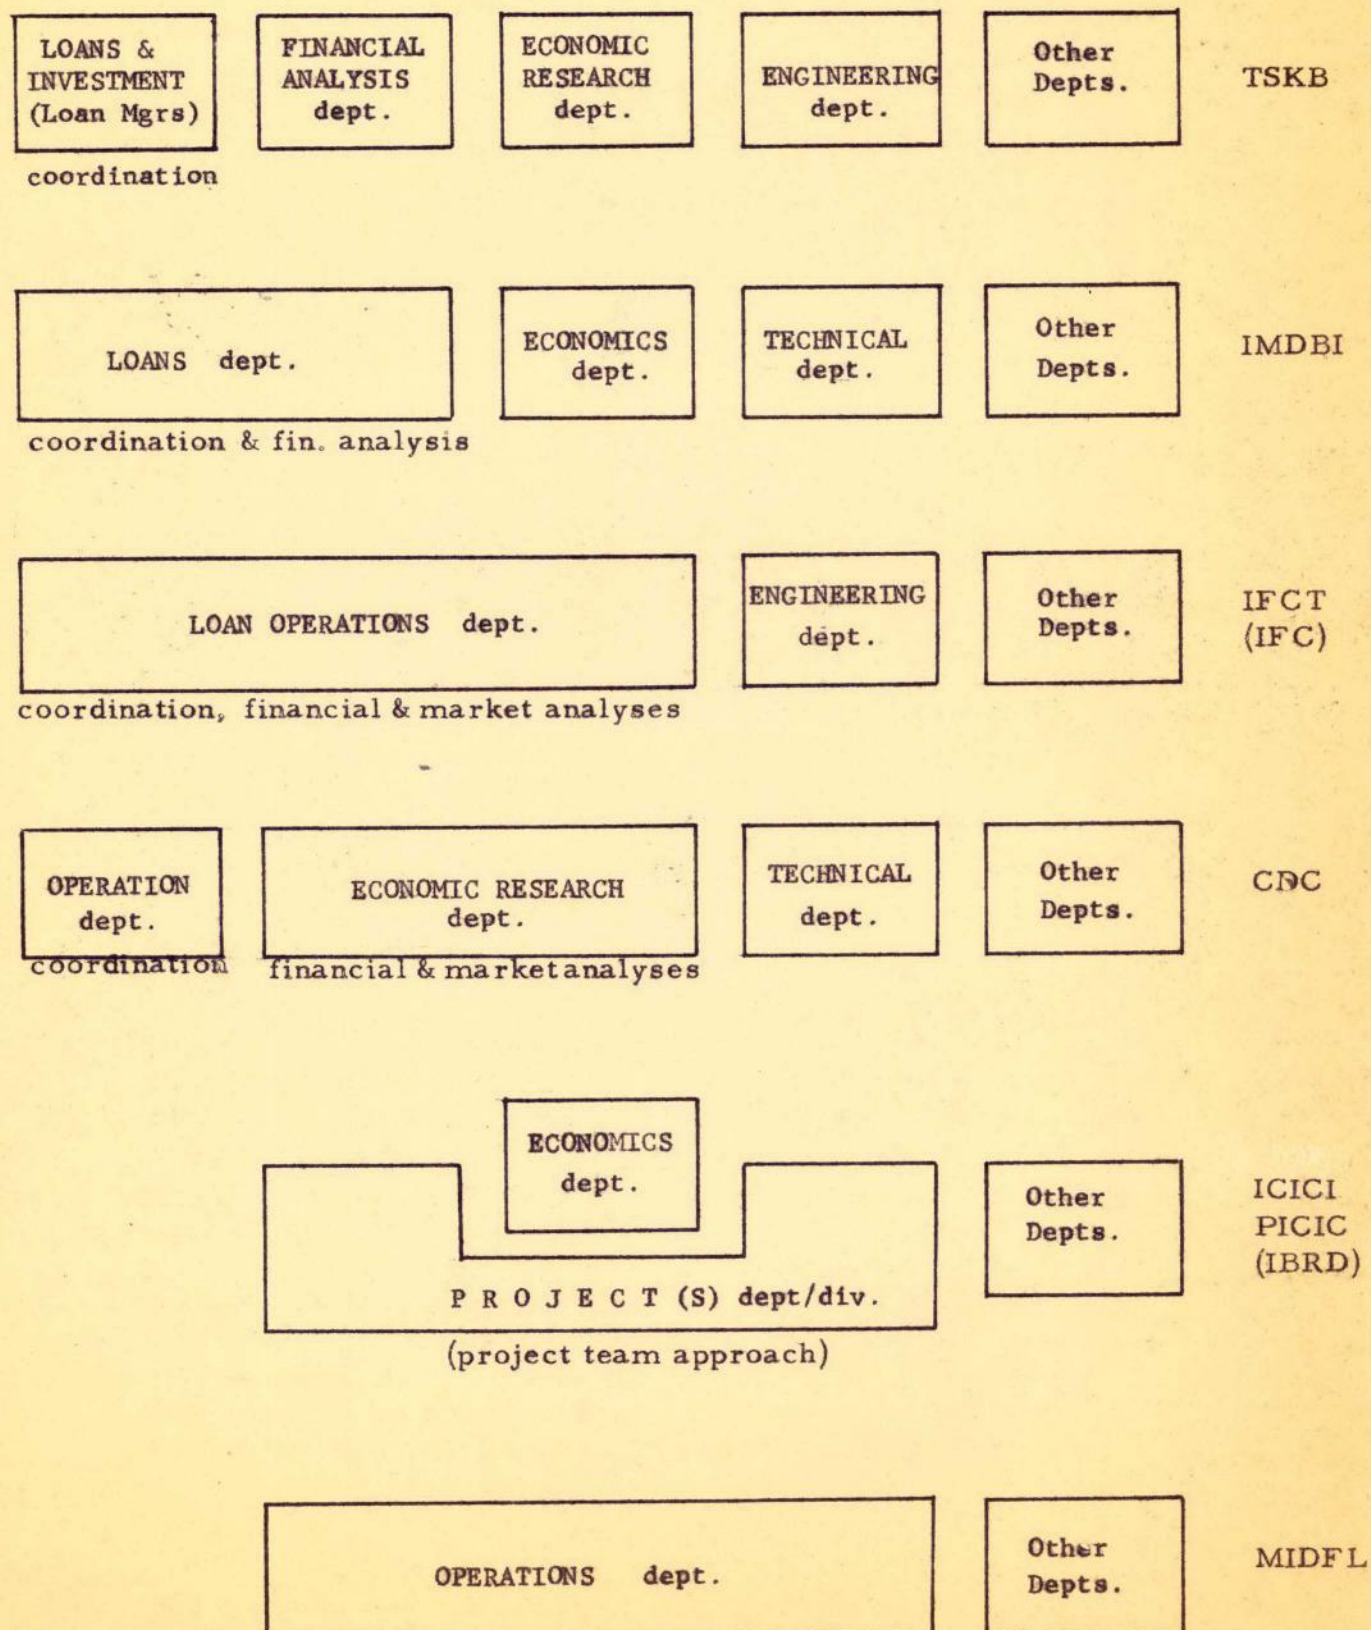 LOANS &
INVESTMENT
(Loan Mgrs)
coordination
FINANCIAL
ANALYSIS
dept.
ECONOMIC
RESEARCH
dept.
ENGINEERING
dept.
Other
Depts.
TSKB
LOANS dept.
coordination & fin. analysis
ECONOMICS
dept.
TECHNICAL
dept.
Other
Depts.
IMDBI
LOAN OPERATIONS dept.
coordination, financial & market analyses
ENGINEERING
dept.
Other
Depts.
IFCT
(IFC)
OPERATION
dept.
coordination
ECONOMIC RESEARCH
dept.
financial & market analyses
TECHNICAL
dept.
Other
Depts.
CDC
ECONOMICS
dept.
P R O J E C T (S) dept/div.
(project team approach)
Other
Depts.
ICICI
PICIC
(IBRD)
OPERATIONS dept.
Other
Depts.
MIDFL